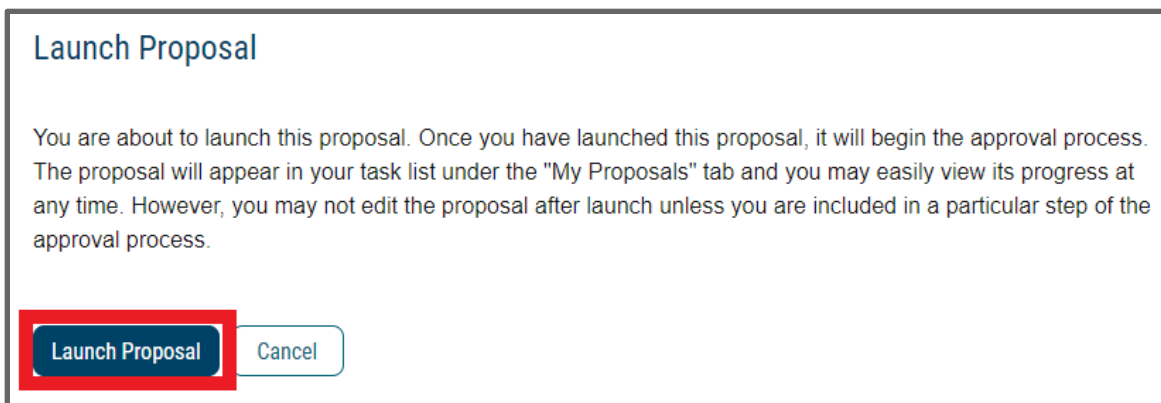 Launch Proposal
You are about to launch this proposal. Once you have launched this proposal, it will begin the approval process.
The proposal will appear in your task list under the "My Proposals" tab and you may easily view its progress at
any time. However, you may not edit the proposal after launch unless you are included in a particular step of the
approval process.
Launch Proposal Cancel